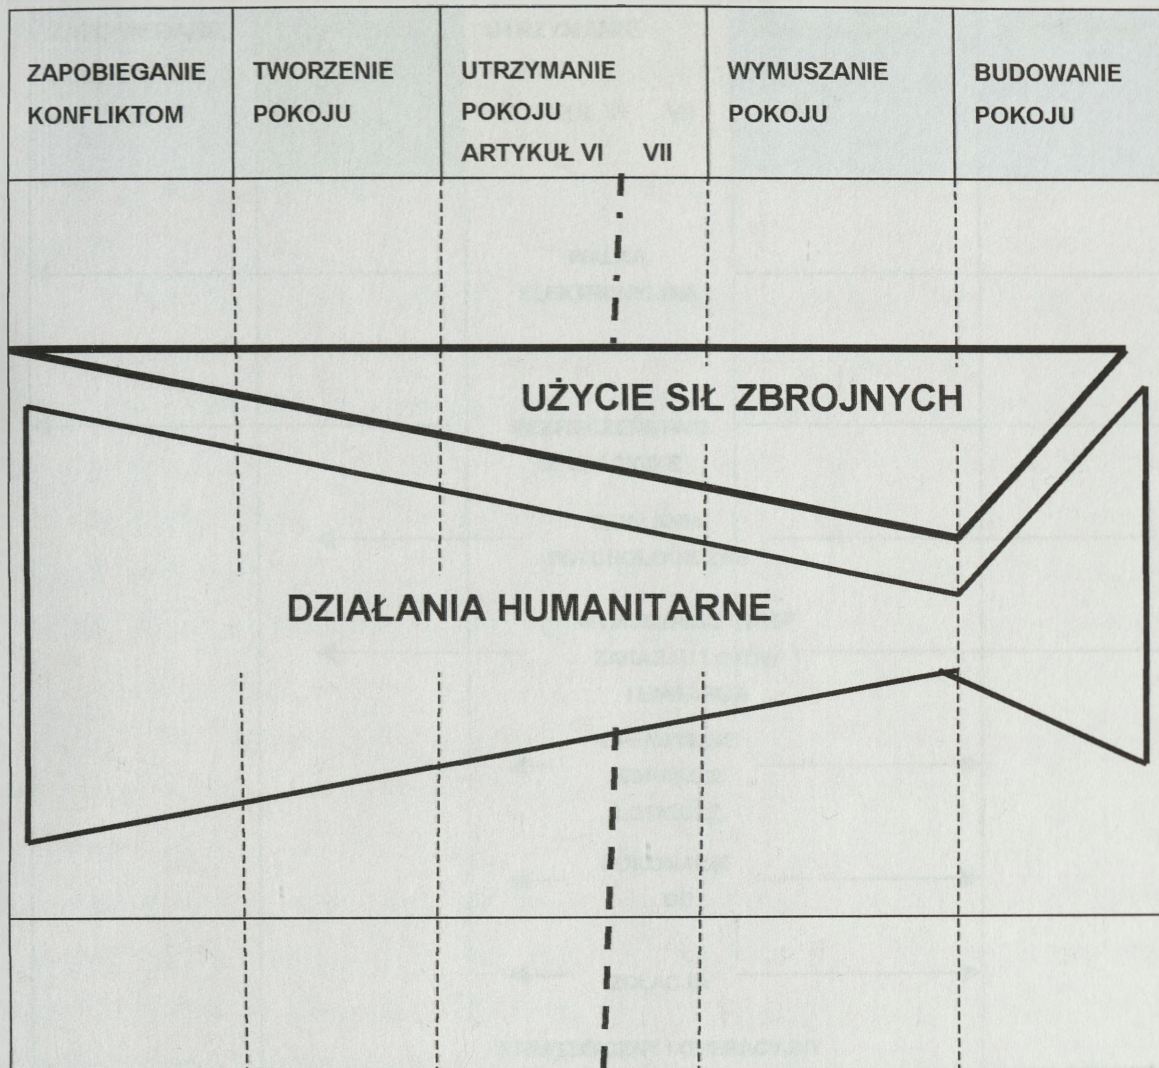 ZAPOBIEGANIE
KONFLIKTOM
TWORZENIE
POKOJU
UTRZYMANIE
POKOJU
ARTYKUŁ VI VII
WYMUSZANIE
POKOJU
BUDOWANIE
POKOJU
UŻYCIE SIŁ ZBROJNYCH
DZIAŁANIA HUMANITARNE